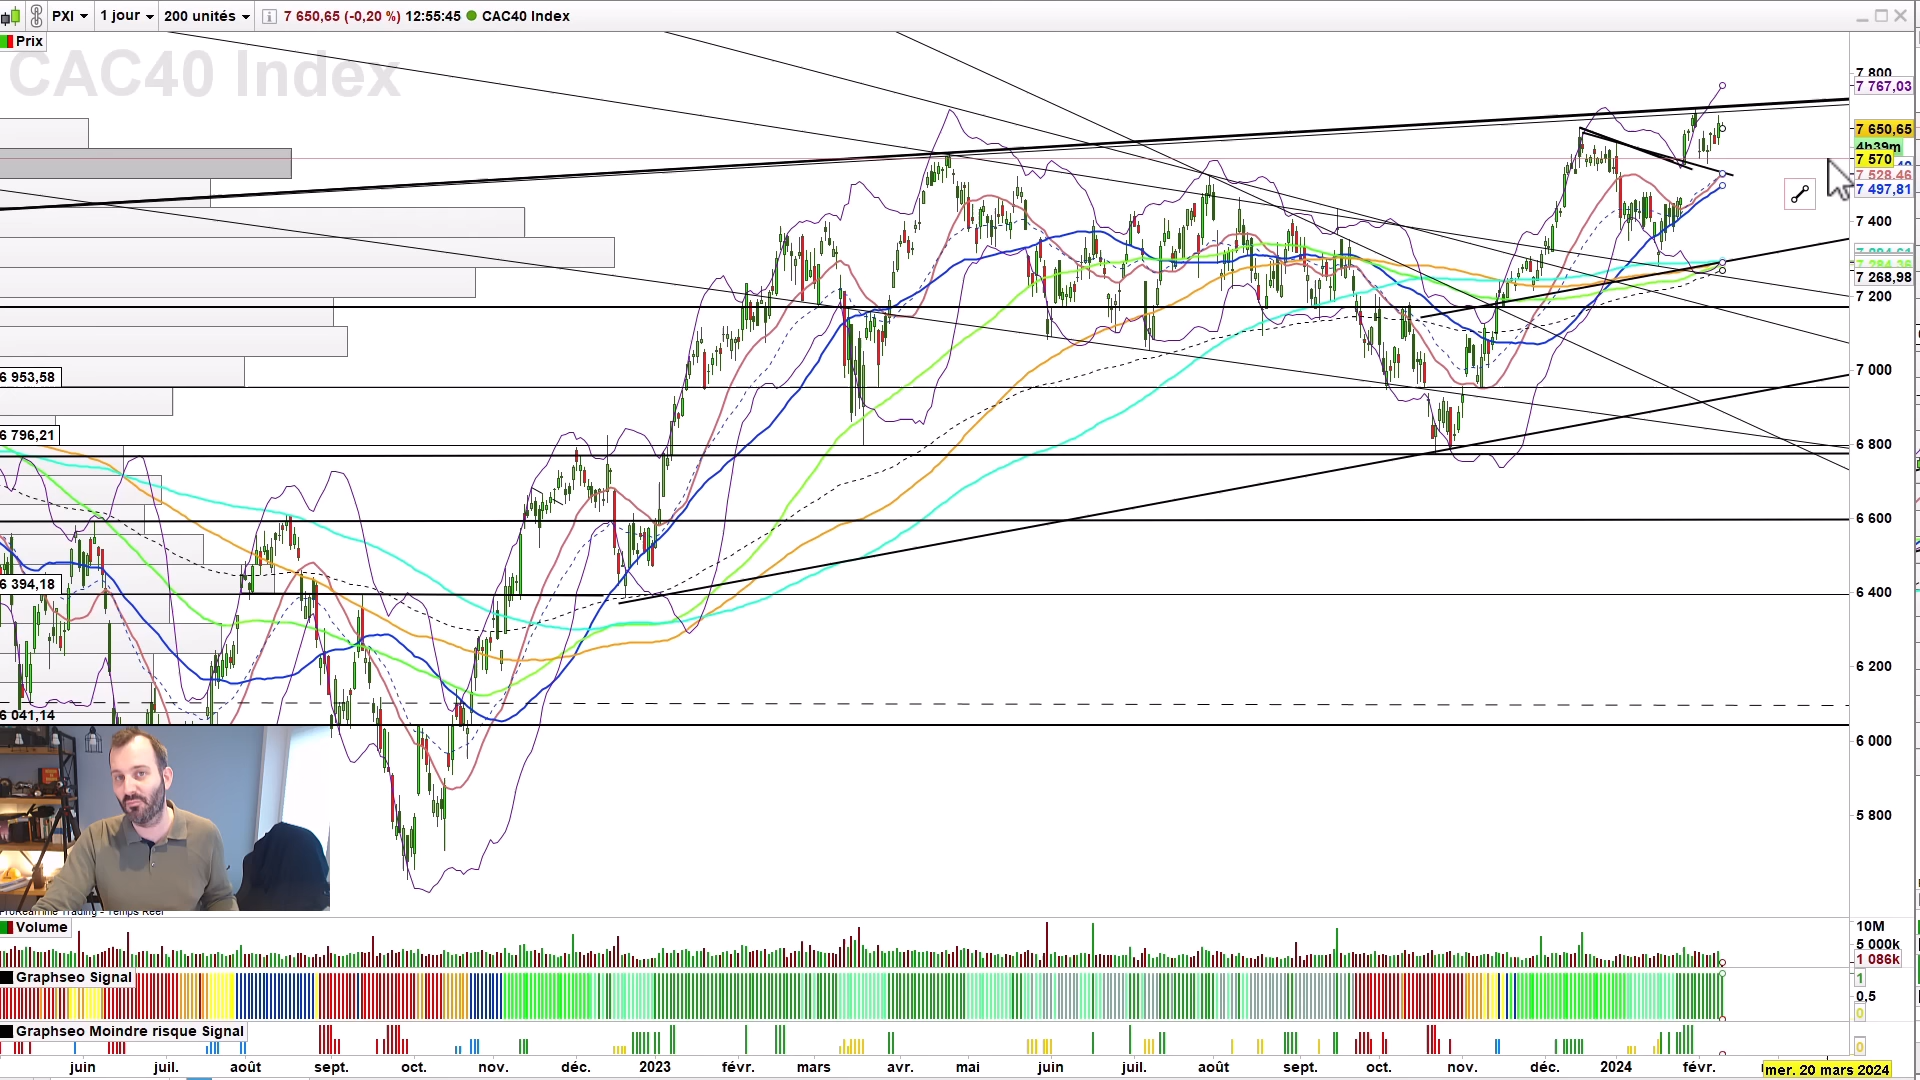 PXI 1 jour 200 unités 7 650,65 (-0,20 %) 12:55:45 CAC40 Index
Prix
CAC40 Index
7 800
7 767,03
7 650,65
4h39m
7 570
7 528,46
7 497,81
7 400
7 268,98
7 200
7 000
6 953,58
6 796,21
6 800
6 600
6 394,18
6 400
6 200
6 041,14
6 000
5 800
ProRealTime Trading - Temps Réel
Volume
10M
5 000k
1 086k
Graphseo Signal
1
0,5
0
Graphseo Moindre risque Signal
0
juin juil. août sept. oct. nov. déc. 2023 févr. mars avr. mai juin juil. août sept. oct. nov. déc. 2024 févr. mer. 20 mars 2024